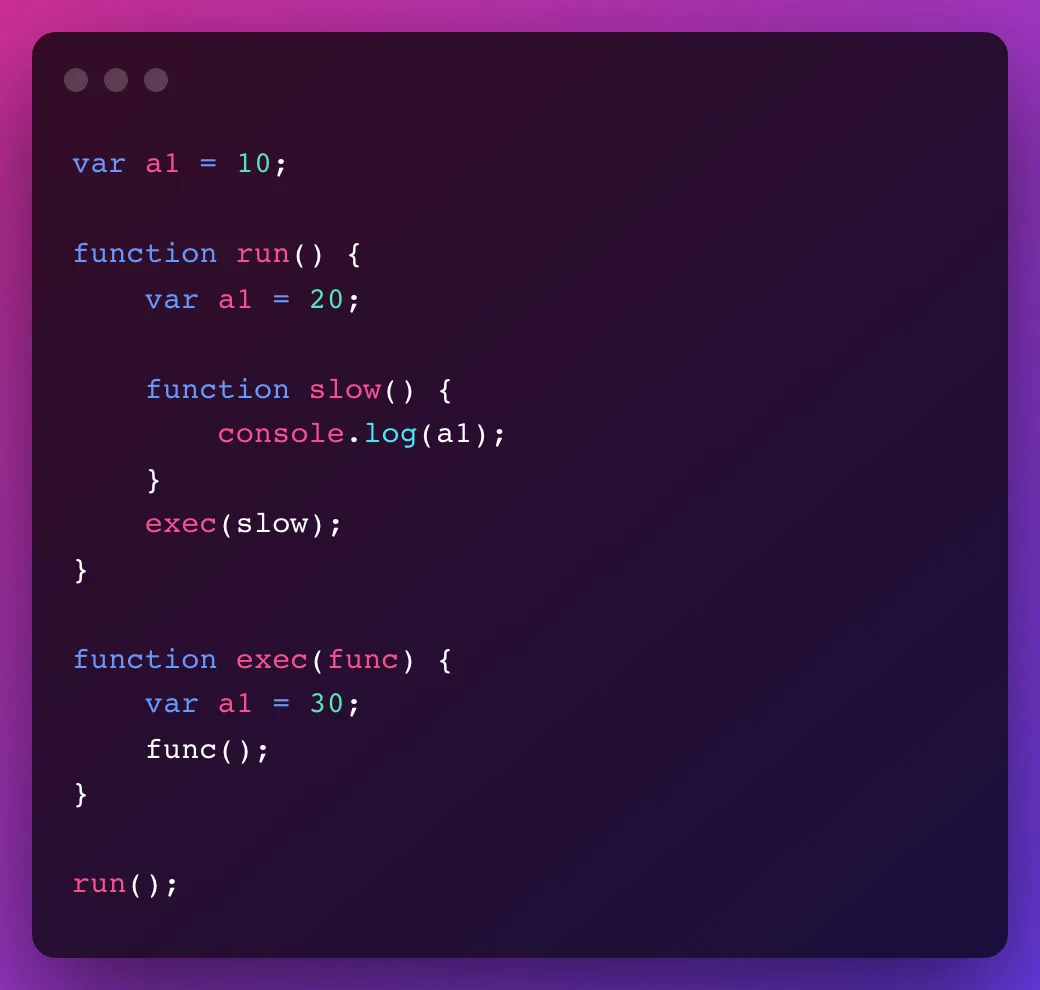 var a1 = 10;
function run() {
    var a1 = 20;
    function slow() {
        console.log(a1);
    }
    exec(slow);
}
function exec(func) {
    var a1 = 30;
    func();
}
run();